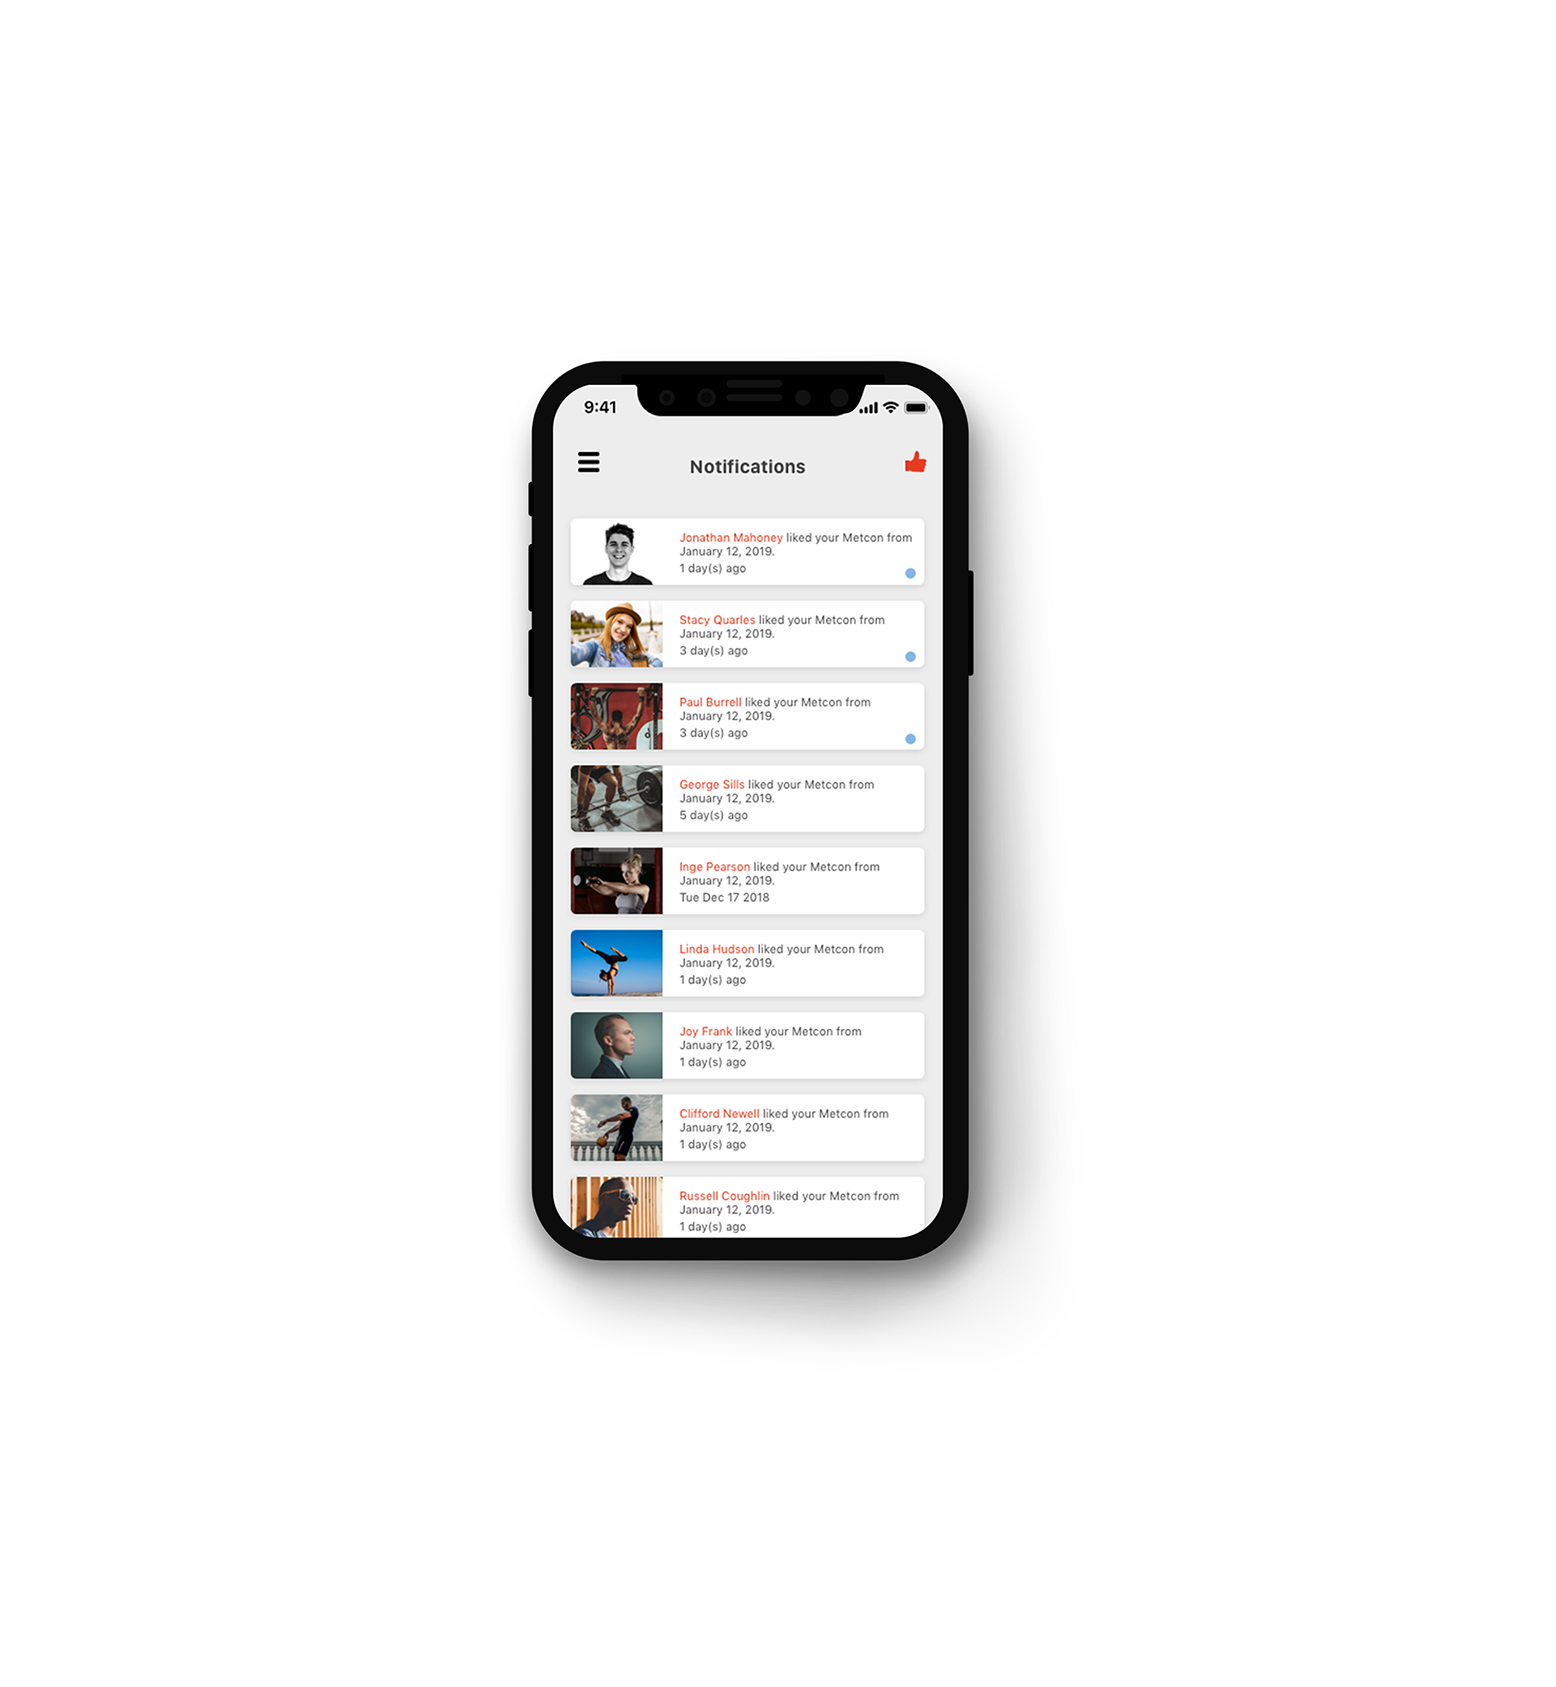 9:41
Notifications
Jonathan Mahoney liked your Metcon from
January 12, 2019.
1 day(s) ago
Stacy Quarles liked your Metcon from
January 12, 2019.
3 day(s) ago
Paul Burrell liked your Metcon from
January 12, 2019.
3 day(s) ago
George Sills liked your Metcon from
January 12, 2019.
5 day(s) ago
Inge Pearson liked your Metcon from
January 12, 2019.
Tue Dec 17 2018
Linda Hudson liked your Metcon from
January 12, 2019.
1 day(s) ago
Joy Frank liked your Metcon from
January 12, 2019.
1 day(s) ago
Clifford Newell liked your Metcon from
January 12, 2019.
1 day(s) ago
Russell Coughlin liked your Metcon from
January 12, 2019.
1 day(s) ago